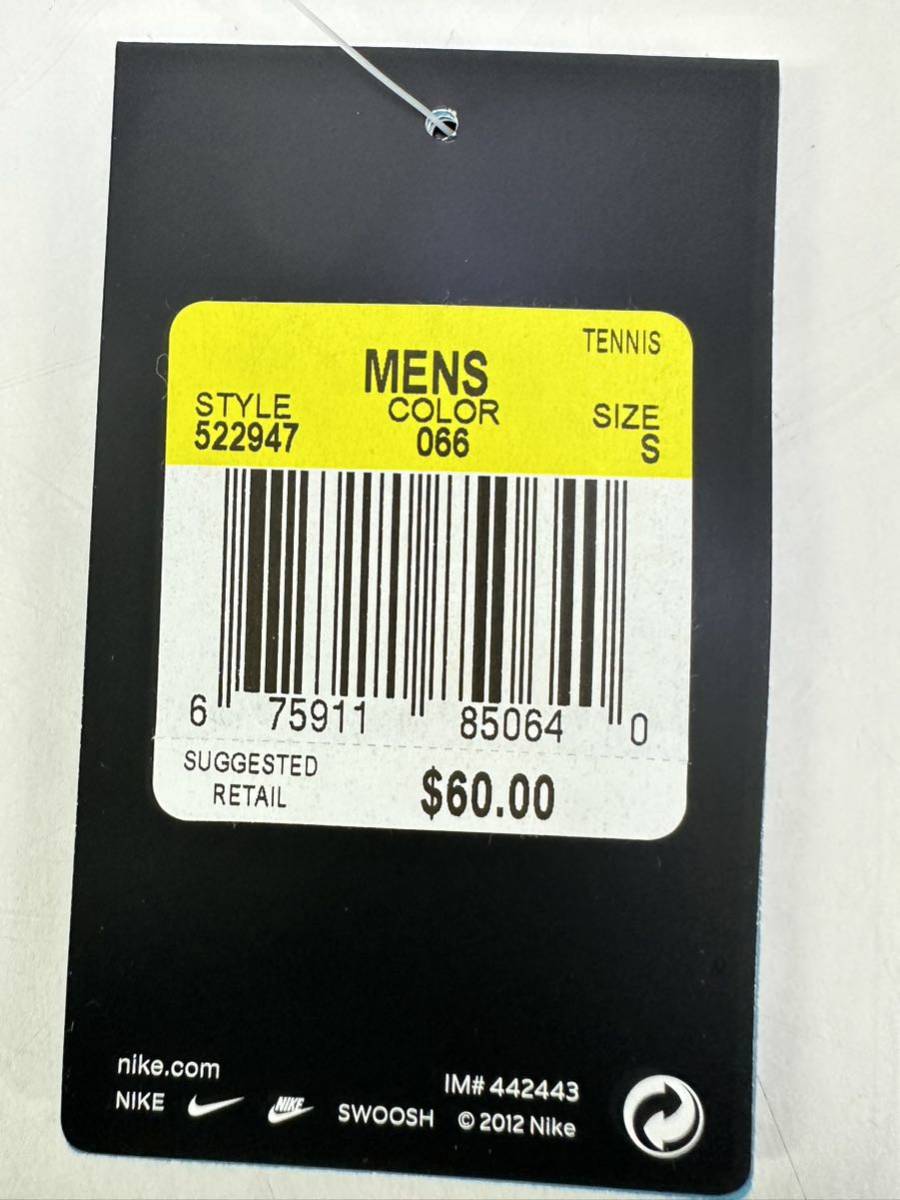 TENNIS
MENS
STYLE COLOR SIZE
522947 066 S
6 75911 85064 0
SUGGESTED
RETAIL $60.00
nike.com
IM# 442443
NIKE NIKE SWOOSH © 2012 Nike